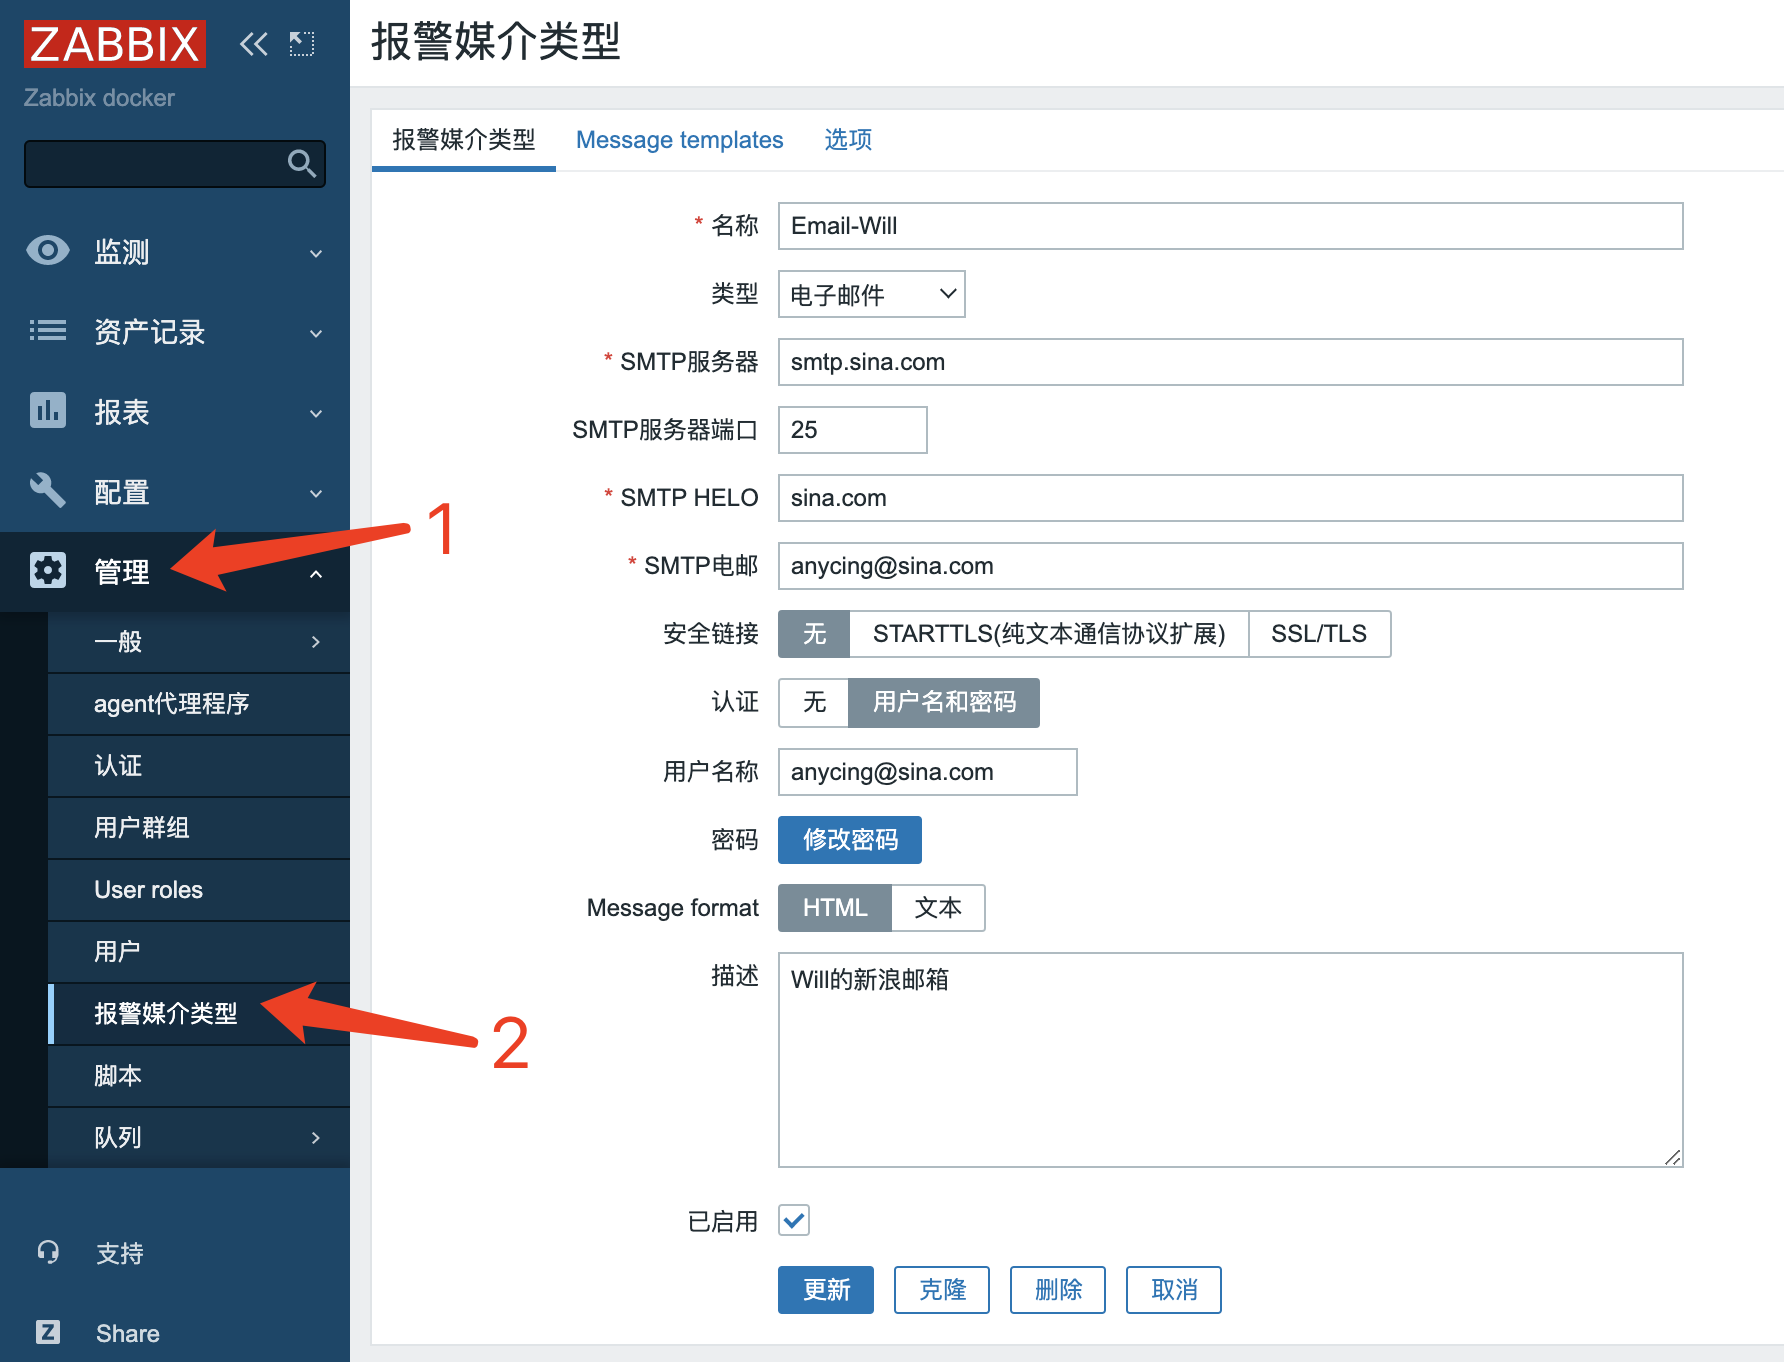 ZABBIX
Zabbix docker
监测
资产记录
报表
配置
管理
1
一般
agent代理程序
认证
用户群组
User roles
用户
报警媒介类型
2
脚本
队列
支持
Z Share
报警媒介类型
报警媒介类型 Message templates 选项
* 名称 Email-Will
类型 电子邮件
* SMTP服务器 smtp.sina.com
SMTP服务器端口 25
* SMTP HELO sina.com
* SMTP电邮 anycing@sina.com
安全链接 无 STARTTLS(纯文本通信协议扩展) SSL/TLS
认证 无 用户名和密码
用户名称 anycing@sina.com
密码 修改密码
Message format HTML 文本
描述 Will的新浪邮箱
已启用
更新 克隆 删除 取消